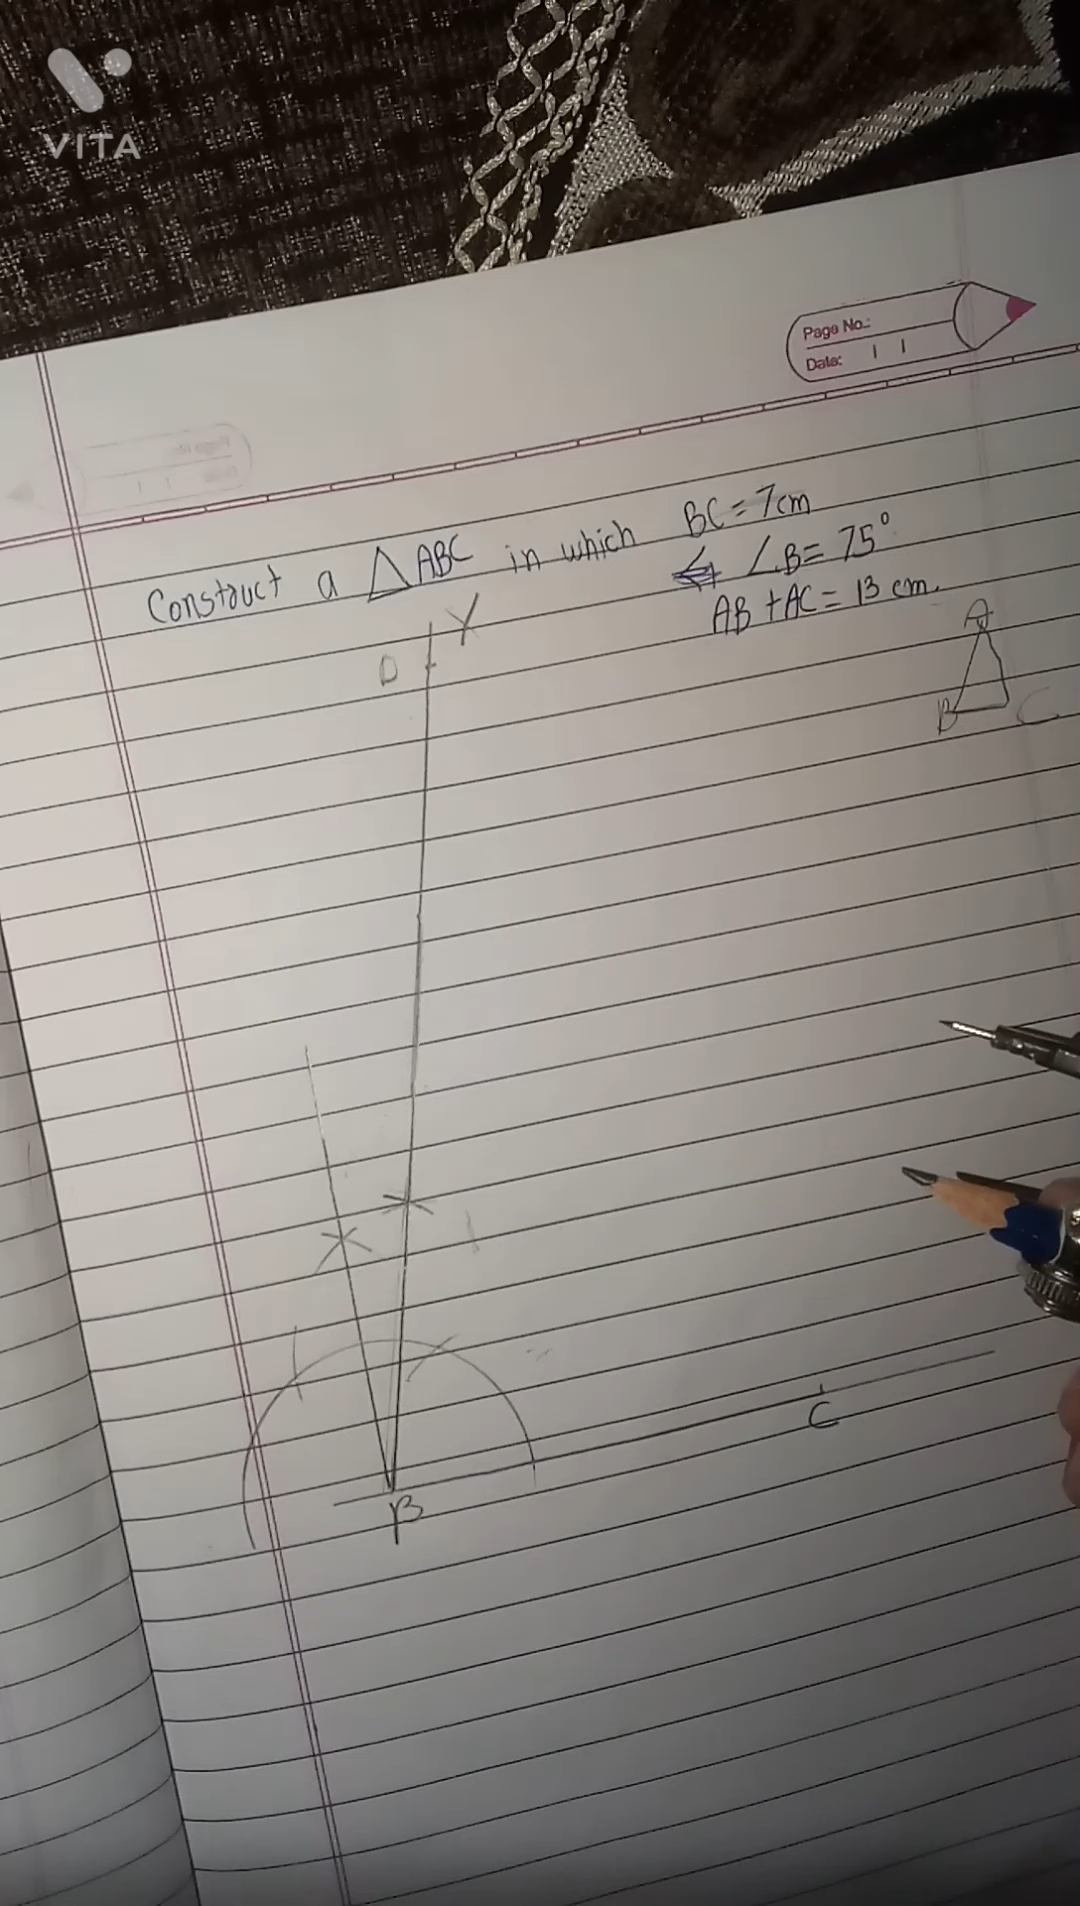 VITA
Page No.:
Date:
Construct a △ABC in which BC = 7cm
∠B = 75°
AB + AC = 13 cm.
Y
D
A
B C
C
B